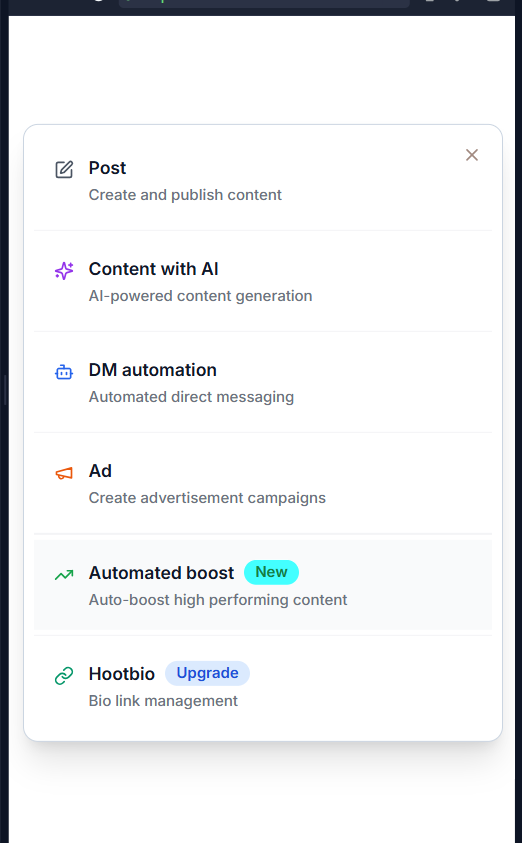 Post
Create and publish content
Content with AI
AI-powered content generation
DM automation
Automated direct messaging
Ad
Create advertisement campaigns
Automated boost New
Auto-boost high performing content
Hootbio Upgrade
Bio link management